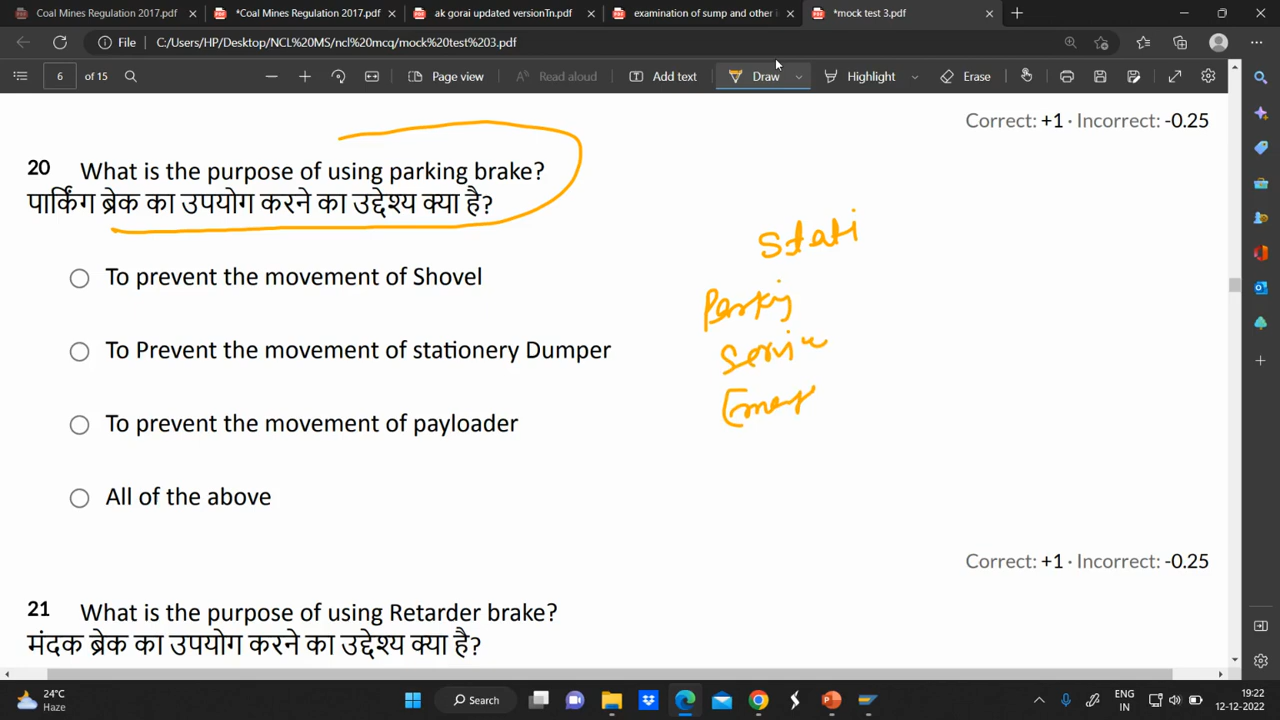 Coal Mines Regulation 2017.pdf
*Coal Mines Regulation 2017.pdf
ak gorai updated versionTn.pdf
examination of sump and other i
*mock test 3.pdf
File
C:/Users/HP/Desktop/NCL%20MS/ncl%20mcq/mock%20test%203.pdf
6 of 15
Page view
Read aloud
Add text
Draw
Highlight
Erase
Correct: +1 · Incorrect: -0.25
20 What is the purpose of using parking brake?
पार्किंग ब्रेक का उपयोग करने का उद्देश्य क्या है?
Stati
To prevent the movement of Shovel
To Prevent the movement of stationery Dumper
To prevent the movement of payloader
All of the above
Correct: +1 · Incorrect: -0.25
21 What is the purpose of using Retarder brake?
मंदक ब्रेक का उपयोग करने का उद्देश्य क्या है?
24°C
Haze
Search
ENG
IN
19:22
12-12-2022